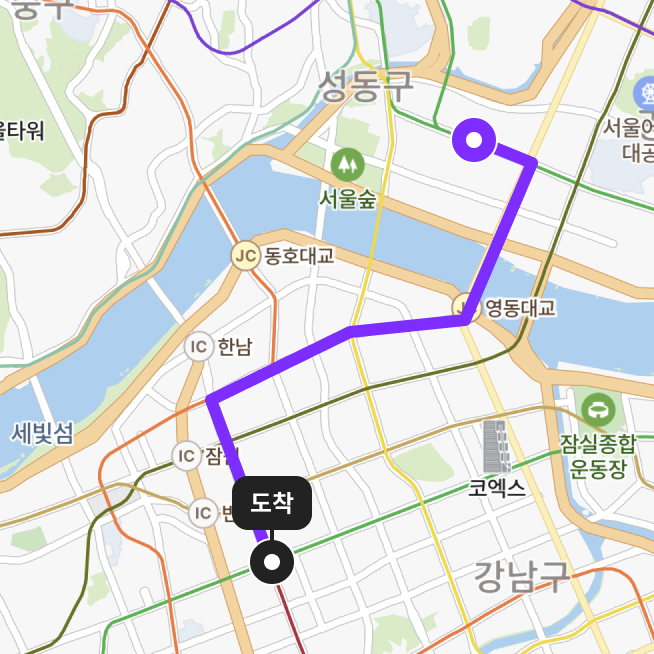 중구
성동구
울타워
서울어
대공
서울숲
JC 동호대교
JC 영동대교
IC 한남
세빛섬
IC 잠원
잠실종합
운동장
코엑스
도착
IC 반
강남구